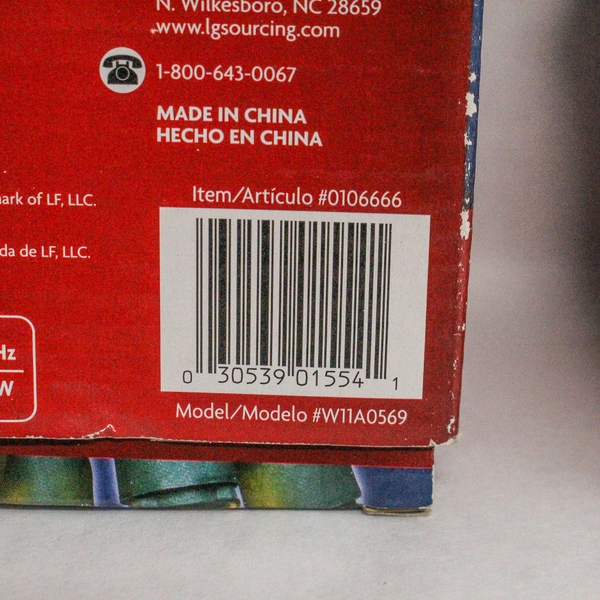 N. Wilkesboro, NC 28659
www.lgsourcing.com
1-800-643-0067
MADE IN CHINA
HECHO EN CHINA
mark of LF, LLC.
Item/Artículo #0106666
da de LF, LLC.
Hz
W
0 30539 01554 1
Model/Modelo #W11A0569